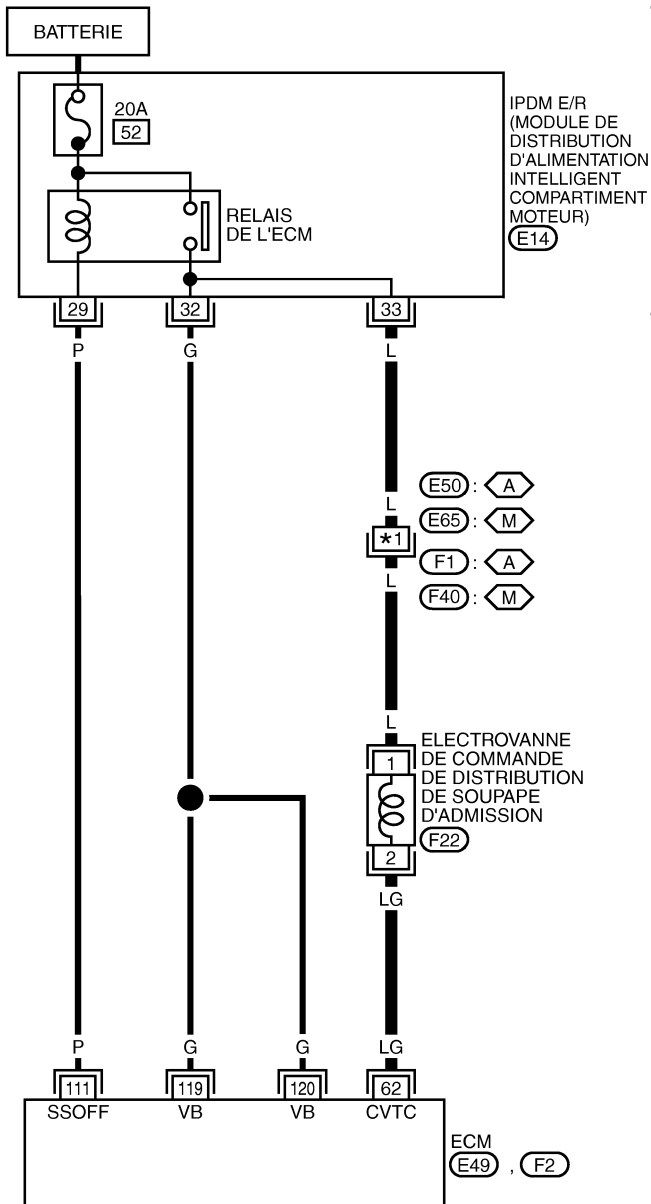 BATTERIE
20A
52
IPDM E/R
(MODULE DE
DISTRIBUTION
D'ALIMENTATION
INTELLIGENT
COMPARTIMENT
MOTEUR)
E14
RELAIS
DE L'ECM
29 32 33
P G L
L
E50 : A
E65 : M
*1
F1 : A
L
F40 : M
L
ELECTROVANNE
DE COMMANDE
DE DISTRIBUTION
DE SOUPAPE
D'ADMISSION
F22
1
2
LG
P G G LG
111 119 120 62
SSOFF VB VB CVTC
ECM
E49 , F2